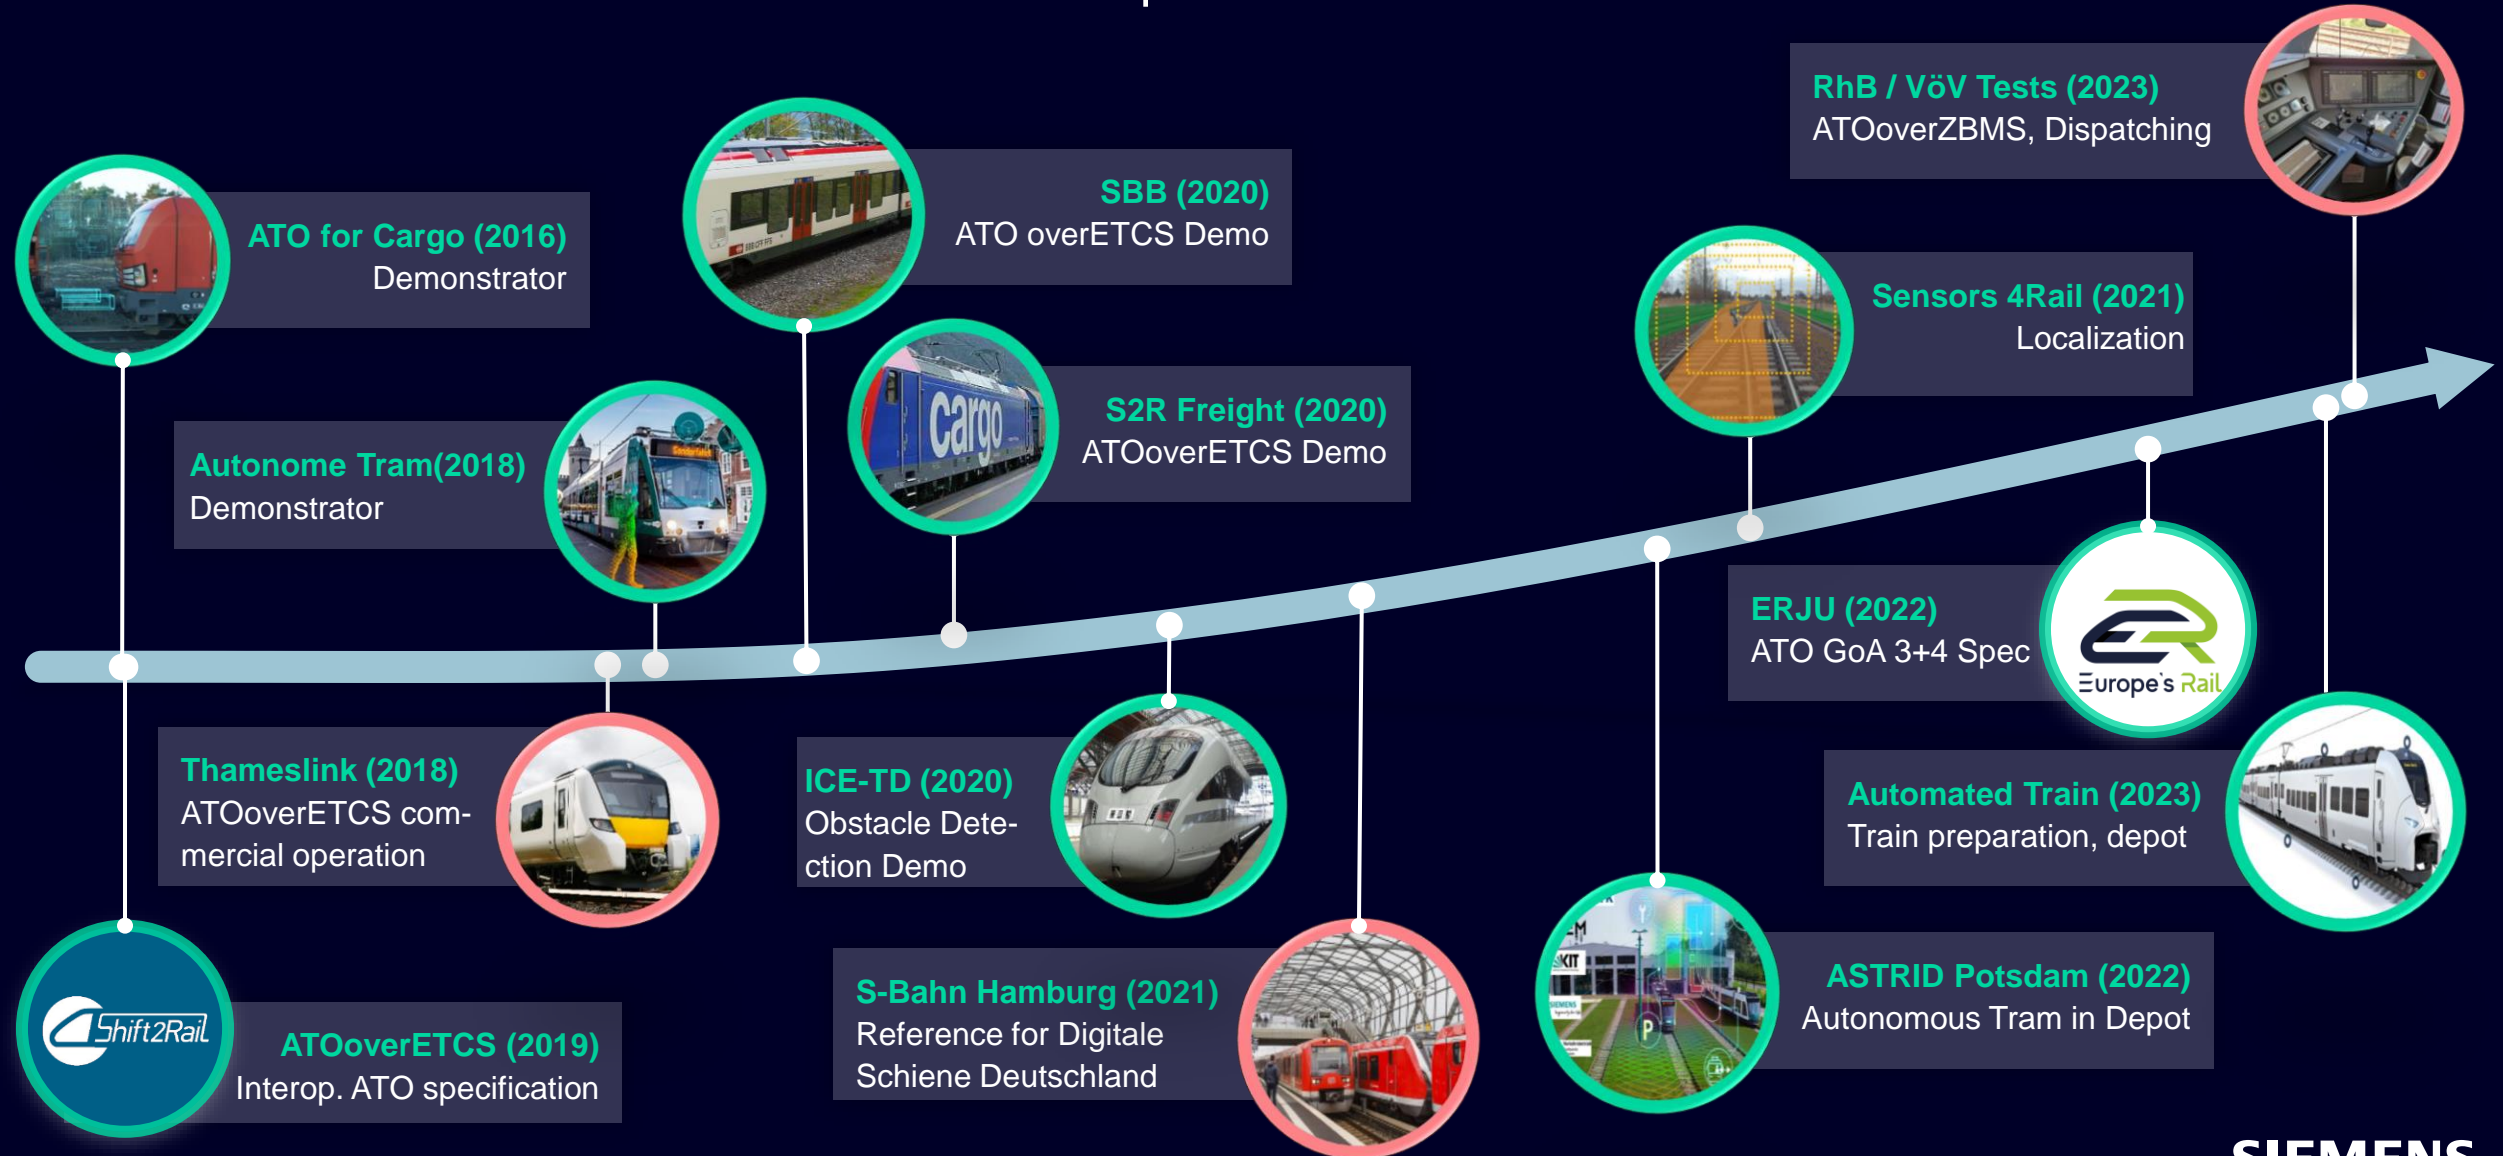 RhB / VöV Tests (2023)
ATOoverZBMS, Dispatching
SBB (2020)
ATO overETCS Demo
ATO for Cargo (2016)
Demonstrator
Sensors 4Rail (2021)
Localization
cargo
S2R Freight (2020)
ATOoverETCS Demo
Autonome Tram(2018)
Demonstrator
Sonderfahrt
ERJU (2022)
ATO GoA 3+4 Spec
Europe's Rail
Thameslink (2018)
ATOoverETCS com-
mercial operation
ICE-TD (2020)
Obstacle Dete-
ction Demo
Automated Train (2023)
Train preparation, depot
Shift2Rail
ATOoverETCS (2019)
Interop. ATO specification
S-Bahn Hamburg (2021)
Reference for Digitale
Schiene Deutschland
SKIT
SIEMENS
P
ASTRID Potsdam (2022)
Autonomous Tram in Depot
SIEMENS